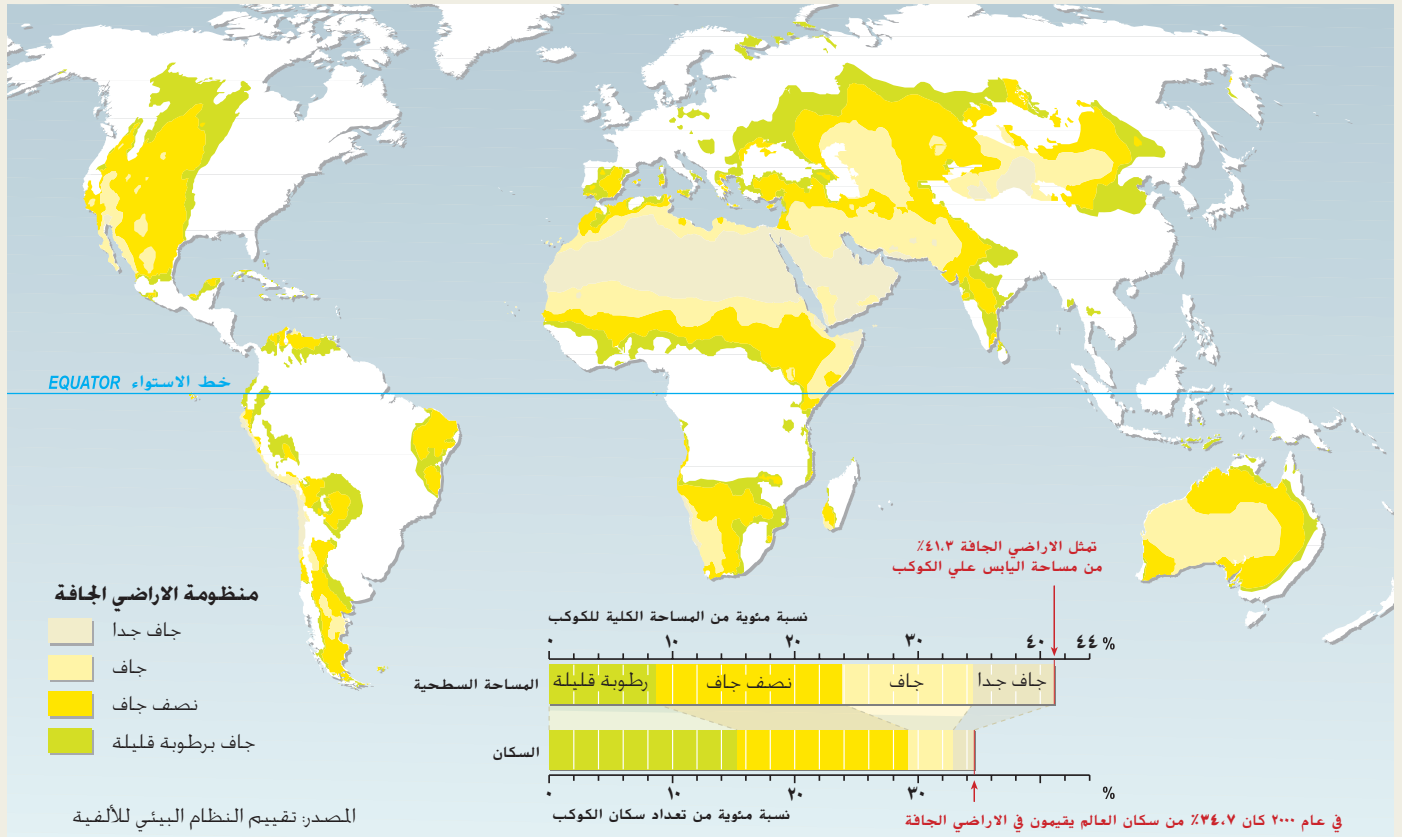 خط الاستواء EQUATOR
تمثل الاراضي الجافة ٤١.٣٪
من مساحة اليابس علي الكوكب
منظومة الاراضي الجافة
جاف جدا
جاف
نصف جاف
جاف برطوبة قليلة
نسبة مئوية من المساحة الكلية للكوكب
٠ ١٠ ٢٠ ٣٠ ٤٠ ٤٤ %
المساحة السطحية
رطوبة قليلة نصف جاف جاف جاف جدا
السكان
٠ ١٠ ٢٠ ٣٠ %
نسبة مئوية من تعداد سكان الكوكب
في عام ٢٠٠٠ كان ٣٤.٧٪ من سكان العالم يقيمون في الاراضي الجافة
المصدر: تقييم النظام البيئي للألفية